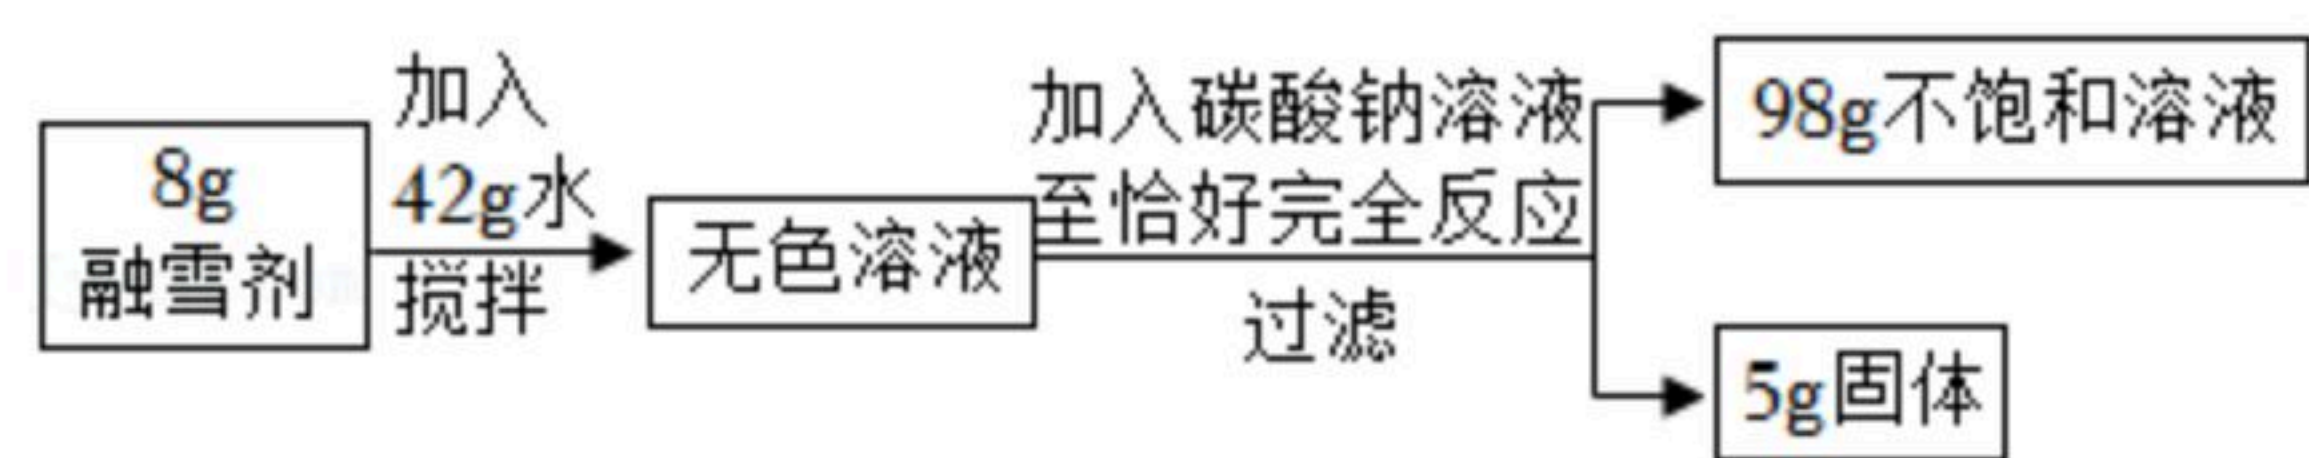 8g
融雪剂
加入
42g水
搅拌
无色溶液
加入碳酸钠溶液
至恰好完全反应
过滤
98g不饱和溶液
5g固体